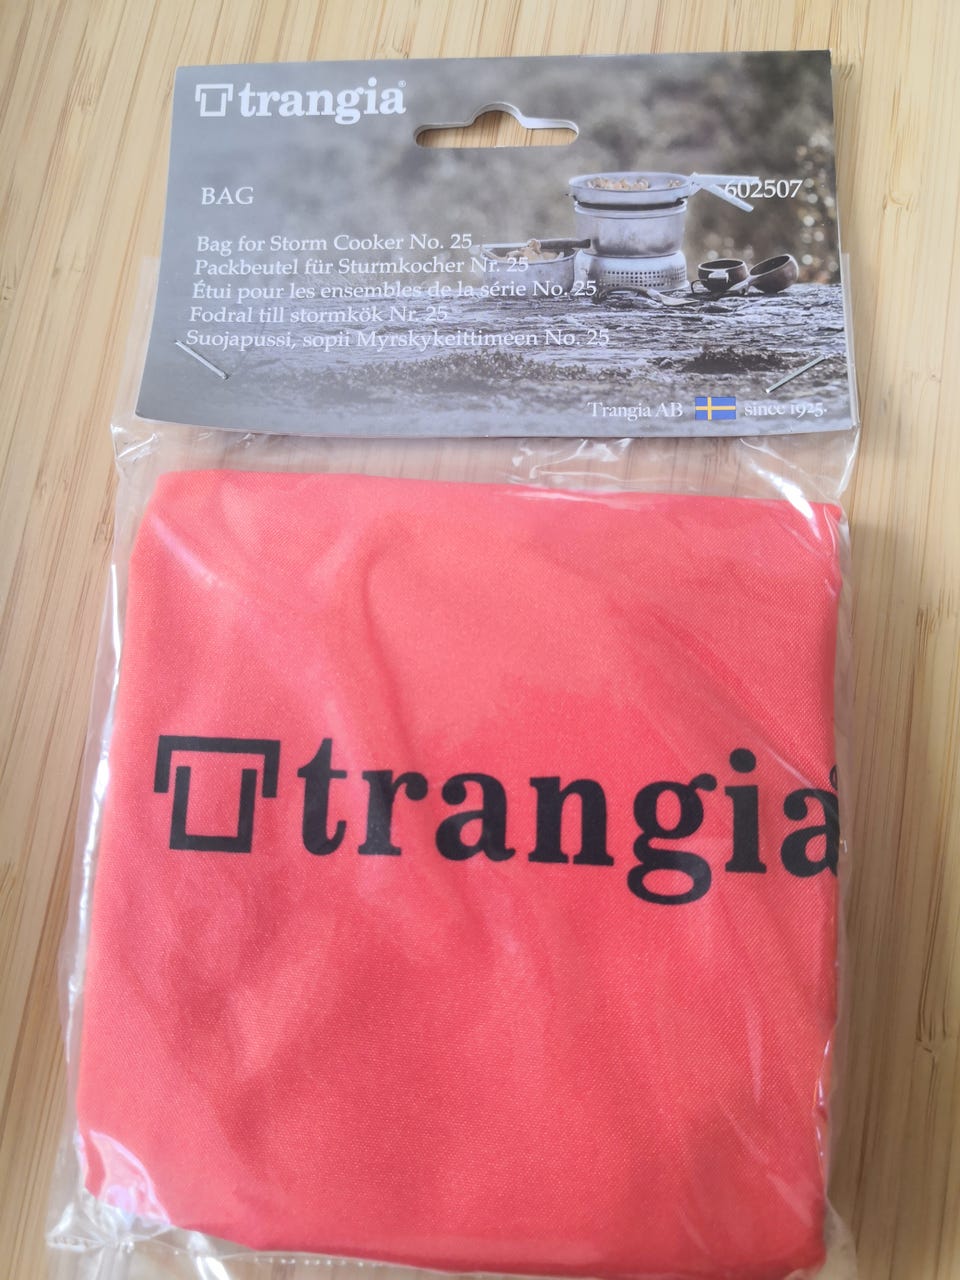 trangia®
BAG
602507
Bag for Storm Cooker No. 25
Packbeutel für Sturmkocher Nr. 25
Étui pour les ensembles de la série No. 25
Fodral till stormkök Nr. 25
Suojapussi, sopii Myrskykeittimeen No. 25
Trangia AB since 1925.
trangia